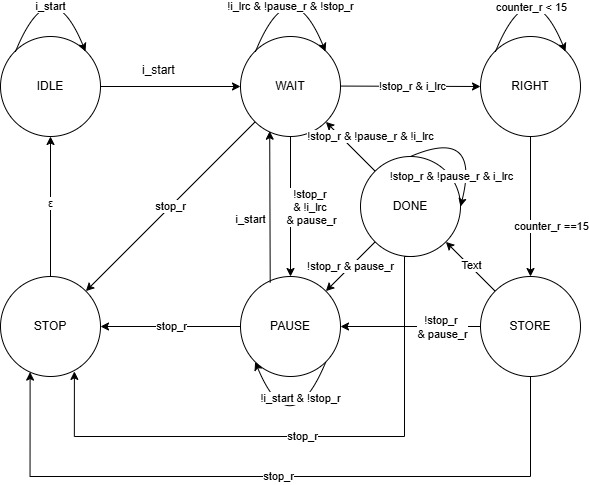 i_start
!i_lrc & !pause_r & !stop_r
counter_r < 15
IDLE
i_start
WAIT
!stop_r & i_lrc
RIGHT
!stop_r & !pause_r & !i_lrc
!stop_r & !pause_r & i_lrc
ε
stop_r
i_start
!stop_r
& !i_lrc
& pause_r
DONE
counter_r ==15
!stop_r & pause_r
Text
STOP
stop_r
PAUSE
!stop_r
& pause_r
STORE
!i_start & !stop_r
stop_r
stop_r